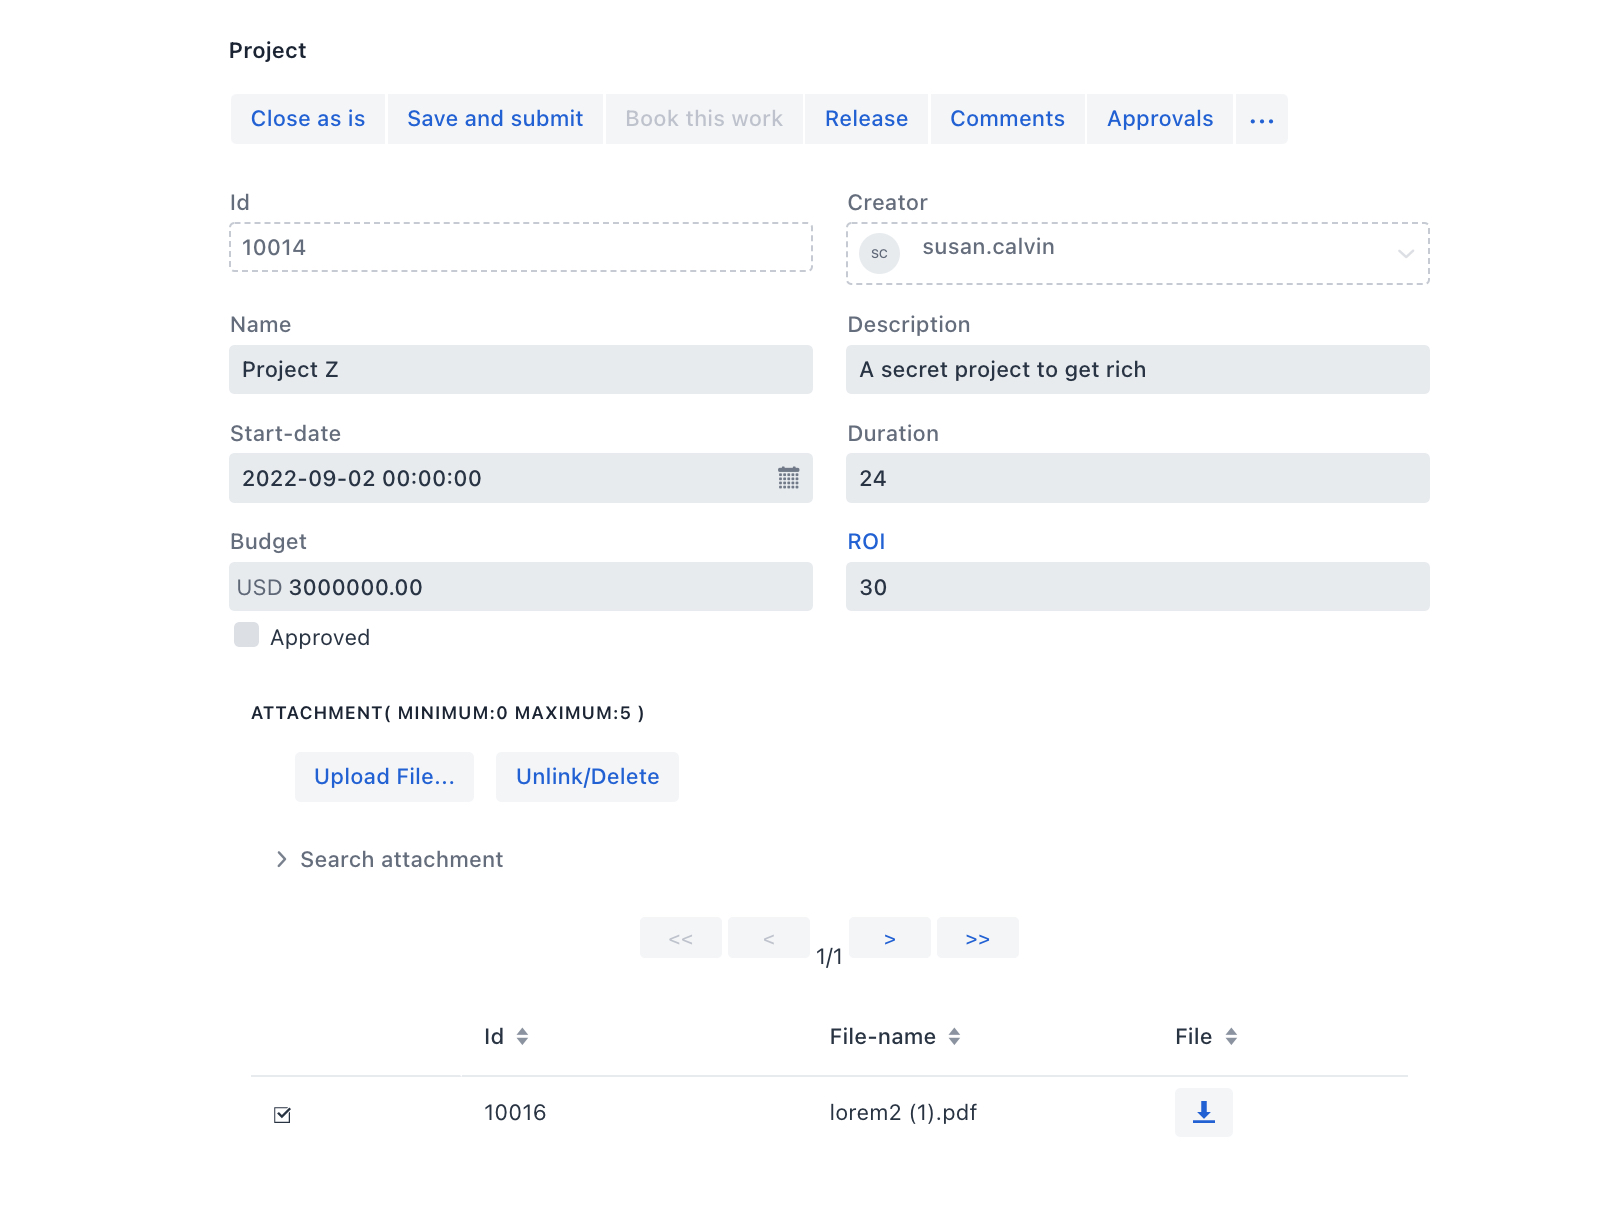 Project
Close as is Save and submit Book this work Release Comments Approvals ...
Id Creator
10014 SC susan.calvin
Name Description
Project Z A secret project to get rich
Start-date Duration
2022-09-02 00:00:00 24
Budget ROI
USD 3000000.00 30
Approved
ATTACHMENT( MINIMUM:0 MAXIMUM:5 )
Upload File... Unlink/Delete
Search attachment
<< < 1/1 > >>
Id File-name File
10016 lorem2 (1).pdf